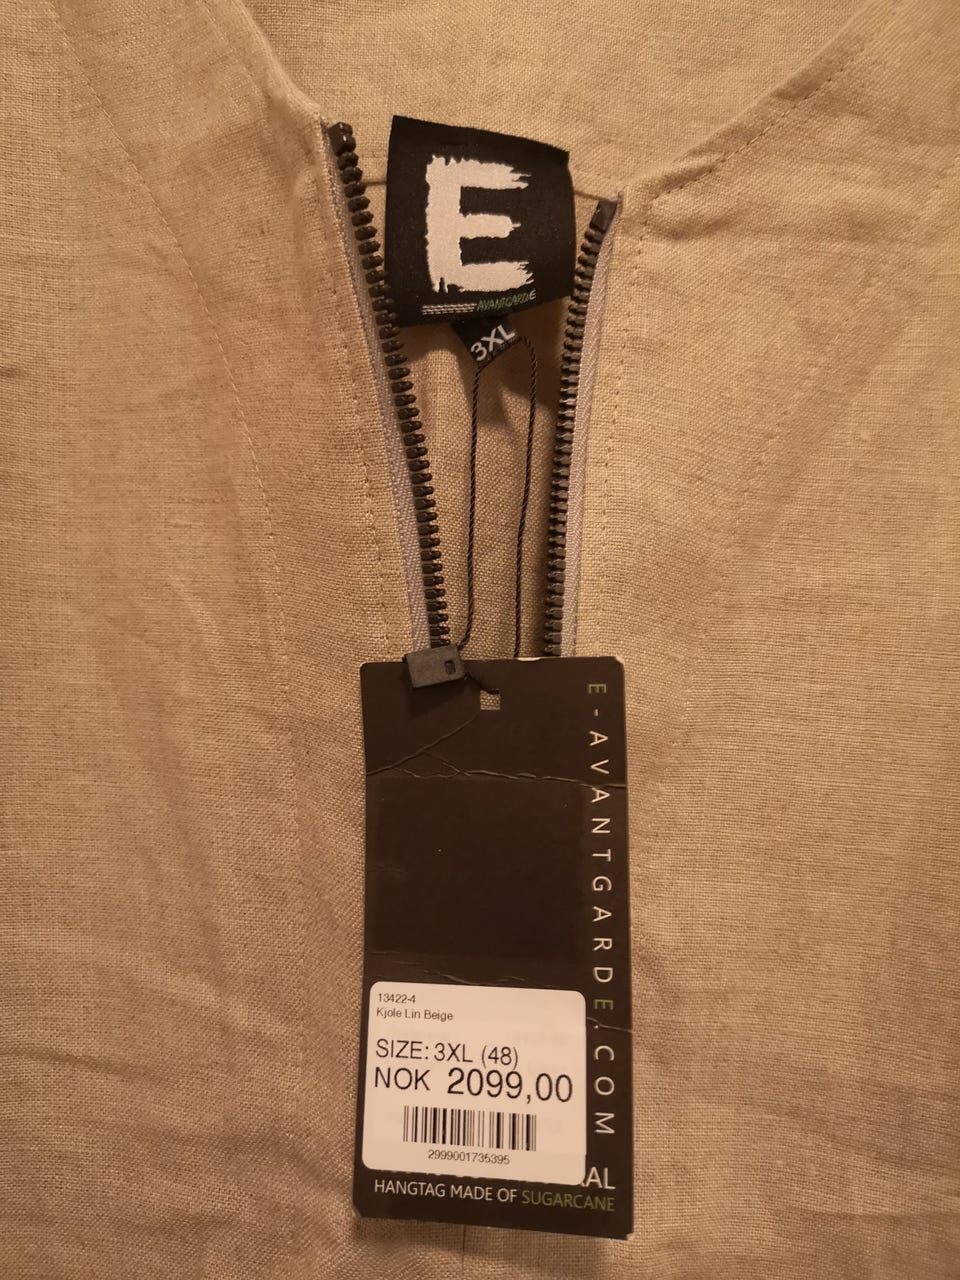 E
AVANTGARDE
3XL
E-AVANTGARDE.COM
13422-4
Kjole Lin Beige
SIZE: 3XL (48)
NOK 2099,00
2999001735395
HANGTAG MADE OF SUGARCANE